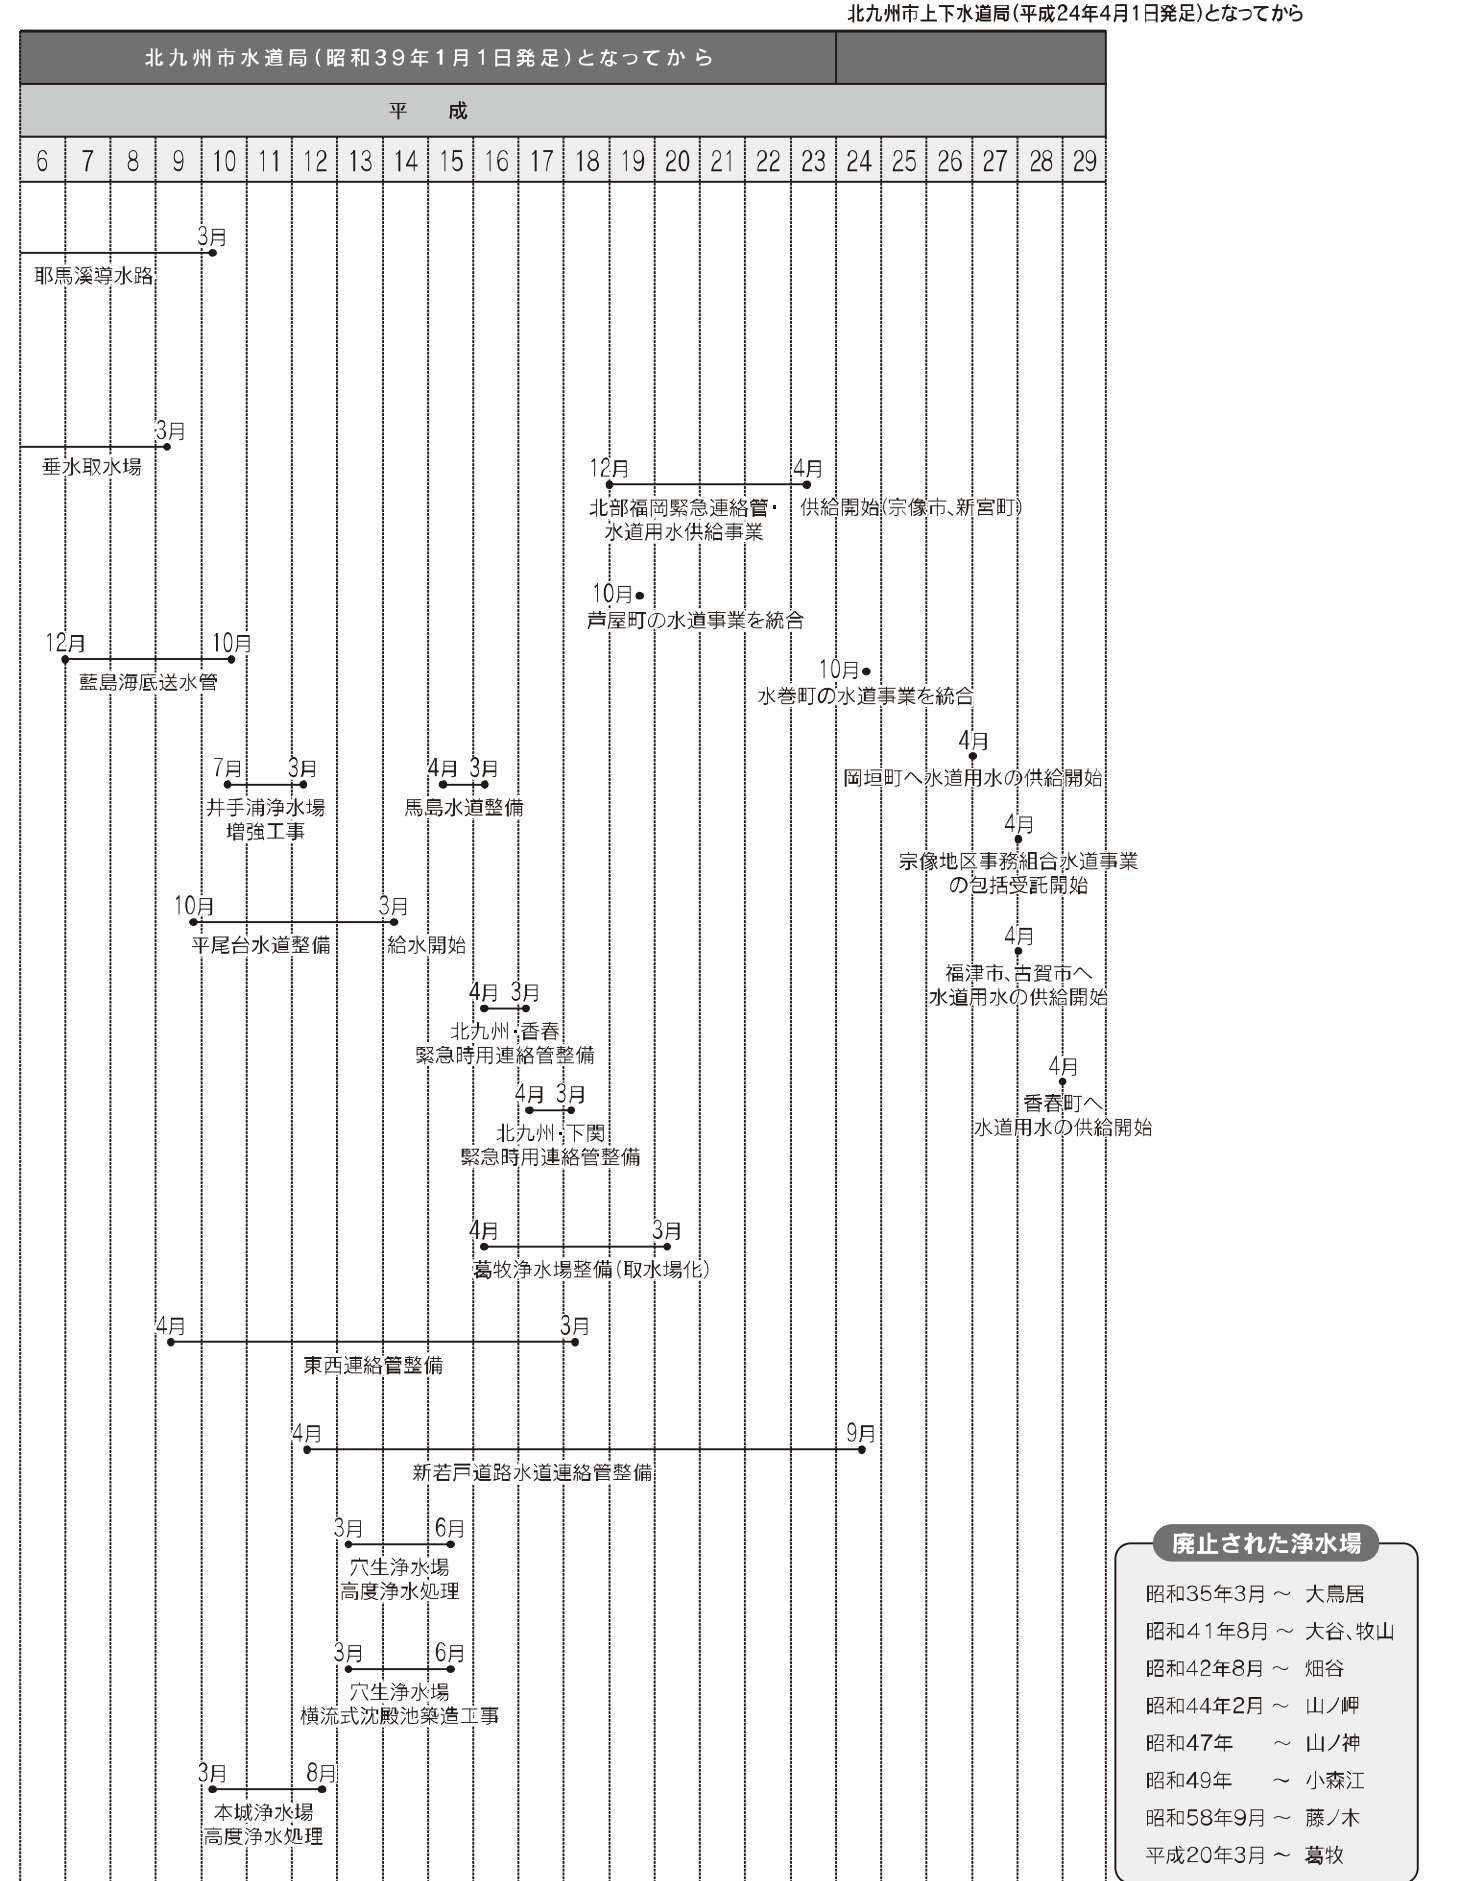 北九州市上下水道局(平成24年4月1日発足)となってから
北九州市水道局(昭和39年1月1日発足)となってから
平 成
6 7 8 9 10 11 12 13 14 15 16 17 18 19 20 21 22 23 24 25 26 27 28 29
3月
耶馬溪導水路
3月
垂水取水場
12月 4月
北部福岡緊急連絡管・ 供給開始(宗像市、新宮町)
水道用水供給事業
10月
芦屋町の水道事業を統合
12月 10月
藍島海底送水管
10月
水巻町の水道事業を統合
4月
岡垣町へ水道用水の供給開始
7月 3月
井手浦浄水場
増強工事
4月 3月
馬島水道整備
4月
宗像地区事務組合水道事業
の包括受託開始
10月 3月
平尾台水道整備 給水開始
4月
福津市、古賀市へ
水道用水の供給開始
4月 3月
北九州・香春
緊急時用連絡管整備
4月
香春町へ
水道用水の供給開始
4月 3月
北九州・下関
緊急時用連絡管整備
4月 3月
葛牧浄水場整備(取水場化)
4月 3月
東西連絡管整備
4月 9月
新若戸道路水道連絡管整備
3月 6月
穴生浄水場
高度浄水処理
3月 6月
穴生浄水場
横流式沈殿池築造工事
3月 8月
本城浄水場
高度浄水処理
廃止された浄水場
昭和35年3月 ～ 大鳥居
昭和41年8月 ～ 大谷、牧山
昭和42年8月 ～ 畑谷
昭和44年2月 ～ 山ノ岬
昭和47年 ～ 山ノ神
昭和49年 ～ 小森江
昭和58年9月 ～ 藤ノ木
平成20年3月 ～ 葛牧